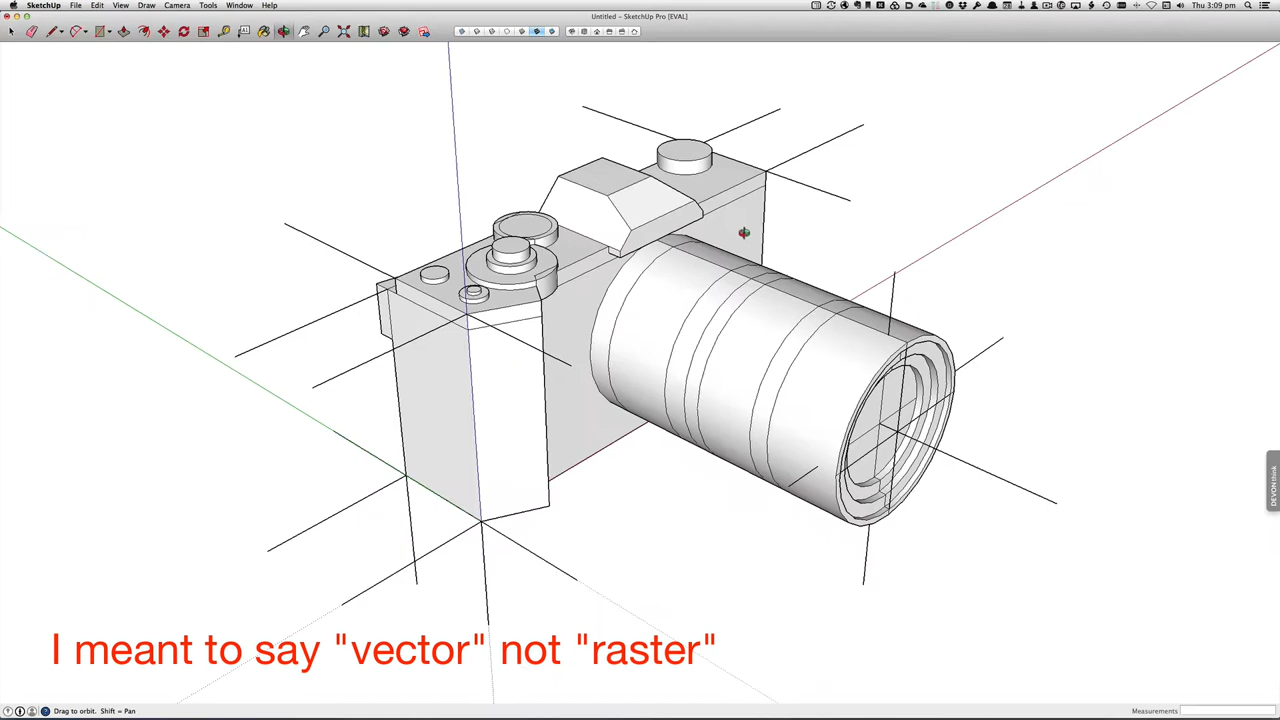 SketchUp File Edit View Draw Camera Tools Window Help
Thu 3:09 pm
Untitled - SketchUp Pro [EVAL]
DEVONthink
I meant to say "vector" not "raster"
Drag to orbit. Shift = Pan
Measurements